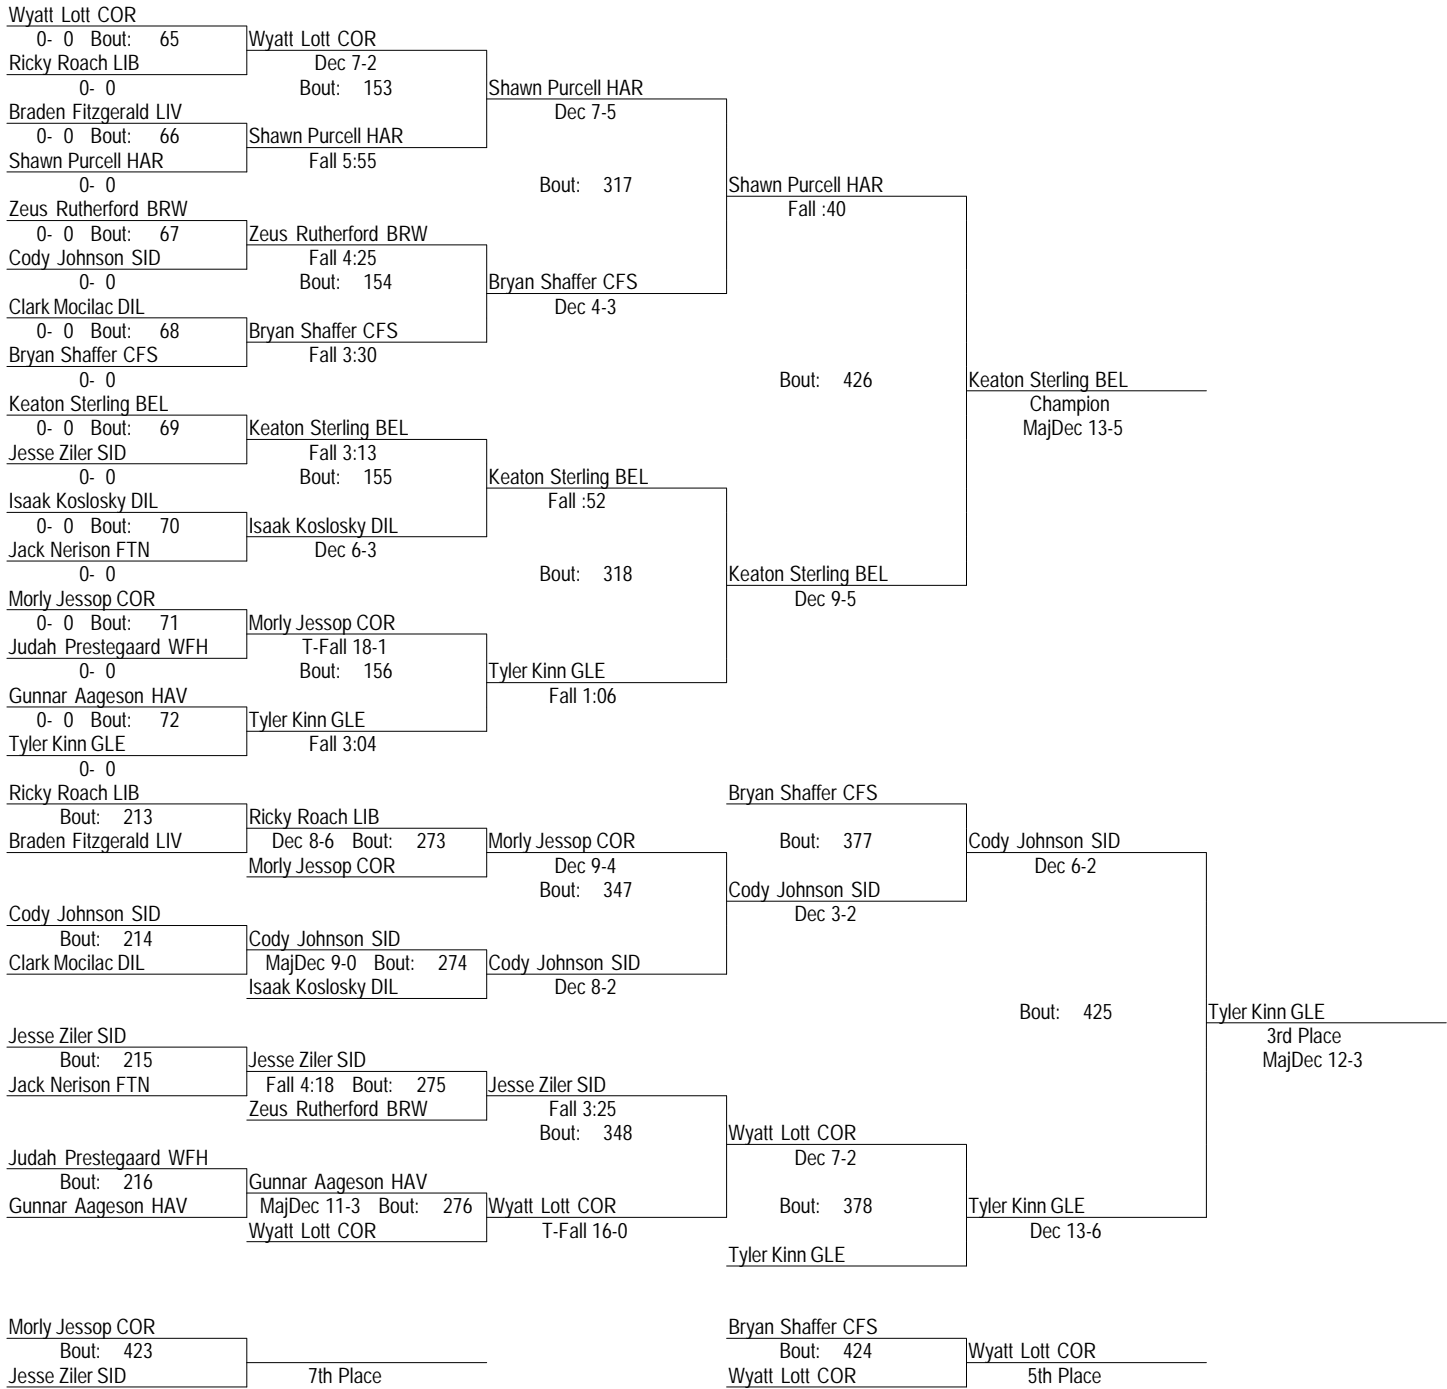 Wyatt Lott COR
0- 0 Bout: 65 Wyatt Lott COR
Ricky Roach LIB Dec 7-2
0- 0 Bout: 153 Shawn Purcell HAR
Braden Fitzgerald LIV Dec 7-5
0- 0 Bout: 66 Shawn Purcell HAR
Shawn Purcell HAR Fall 5:55
0- 0 Bout: 317 Shawn Purcell HAR
Zeus Rutherford BRW Fall :40
0- 0 Bout: 67 Zeus Rutherford BRW
Cody Johnson SID Fall 4:25
0- 0 Bout: 154 Bryan Shaffer CFS
Clark Mocilac DIL Dec 4-3
0- 0 Bout: 68 Bryan Shaffer CFS
Bryan Shaffer CFS Fall 3:30
0- 0 Bout: 426 Keaton Sterling BEL
Keaton Sterling BEL Champion
0- 0 Bout: 69 Keaton Sterling BEL MajDec 13-5
Jesse Ziler SID Fall 3:13
0- 0 Bout: 155 Keaton Sterling BEL
Isaak Koslosky DIL Fall :52
0- 0 Bout: 70 Isaak Koslosky DIL
Jack Nerison FTN Dec 6-3
0- 0 Bout: 318 Keaton Sterling BEL
Morly Jessop COR Dec 9-5
0- 0 Bout: 71 Morly Jessop COR
Judah Prestegaard WFH T-Fall 18-1
0- 0 Bout: 156 Tyler Kinn GLE
Gunnar Aageson HAV Fall 1:06
0- 0 Bout: 72 Tyler Kinn GLE
Tyler Kinn GLE Fall 3:04
0- 0
Ricky Roach LIB Bryan Shaffer CFS
Bout: 213 Ricky Roach LIB
Braden Fitzgerald LIV Dec 8-6 Bout: 273 Morly Jessop COR Bout: 377 Cody Johnson SID
Morly Jessop COR Dec 9-4 Dec 6-2
Bout: 347 Cody Johnson SID
Cody Johnson SID Dec 3-2
Bout: 214 Cody Johnson SID
Clark Mocilac DIL MajDec 9-0 Bout: 274 Cody Johnson SID
Isaak Koslosky DIL Dec 8-2
Bout: 425 Tyler Kinn GLE
Jesse Ziler SID 3rd Place
Bout: 215 Jesse Ziler SID MajDec 12-3
Jack Nerison FTN Fall 4:18 Bout: 275 Jesse Ziler SID
Zeus Rutherford BRW Fall 3:25
Bout: 348 Wyatt Lott COR
Judah Prestegaard WFH Dec 7-2
Bout: 216 Gunnar Aageson HAV
Gunnar Aageson HAV MajDec 11-3 Bout: 276 Wyatt Lott COR Bout: 378 Tyler Kinn GLE
Wyatt Lott COR T-Fall 16-0 Dec 13-6
Tyler Kinn GLE
Morly Jessop COR Bryan Shaffer CFS
Bout: 423 Bout: 424 Wyatt Lott COR
Jesse Ziler SID 7th Place Wyatt Lott COR 5th Place